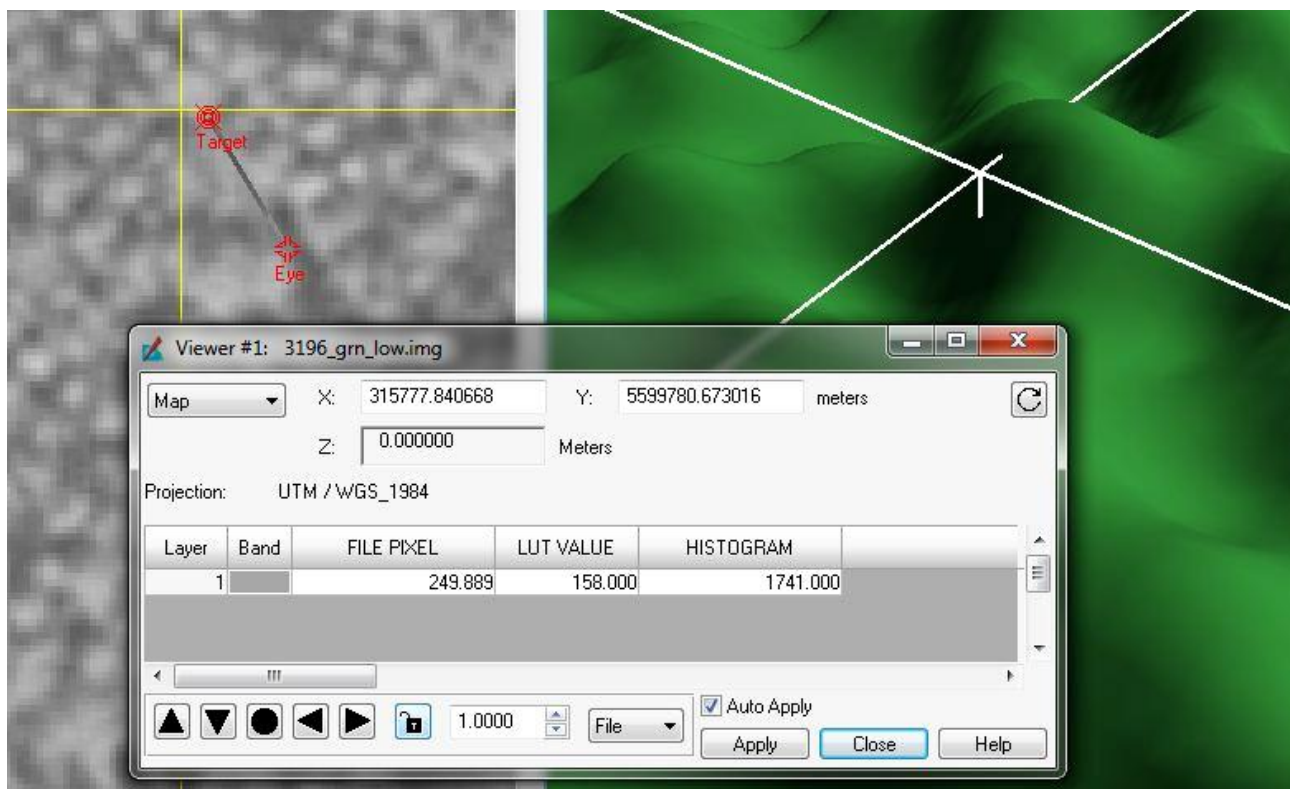 Target
Eye
Viewer #1: 3196_grn_low.img
Map X: 315777.840668 Y: 5599780.673016 meters
Z: 0.000000 Meters
Projection: UTM / WGS_1984
Layer Band FILE PIXEL LUT VALUE HISTOGRAM
1 249.889 158.000 1741.000
1.0000 File Auto Apply
Apply Close Help